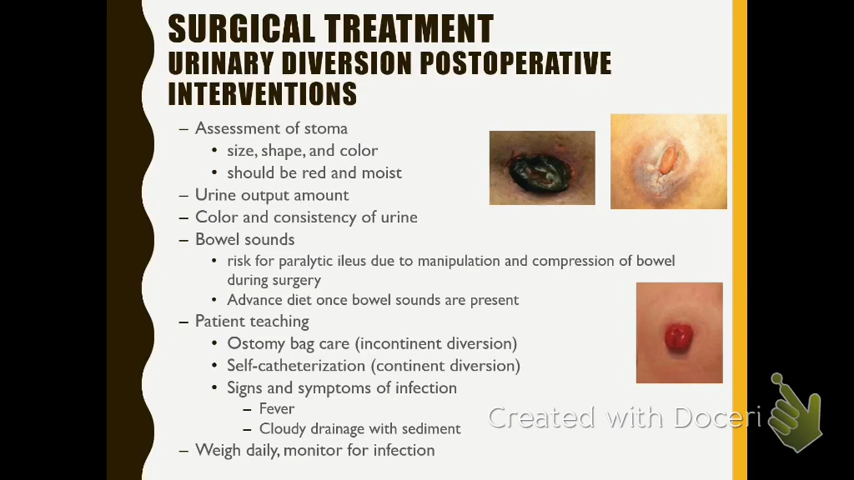 SURGICAL TREATMENT
URINARY DIVERSION POSTOPERATIVE
INTERVENTIONS
– Assessment of stoma
• size, shape, and color
• should be red and moist
– Urine output amount
– Color and consistency of urine
– Bowel sounds
• risk for paralytic ileus due to manipulation and compression of bowel
during surgery
• Advance diet once bowel sounds are present
– Patient teaching
• Ostomy bag care (incontinent diversion)
• Self-catheterization (continent diversion)
• Signs and symptoms of infection
– Fever
– Cloudy drainage with sediment
– Weigh daily, monitor for infection
Created with Doceri